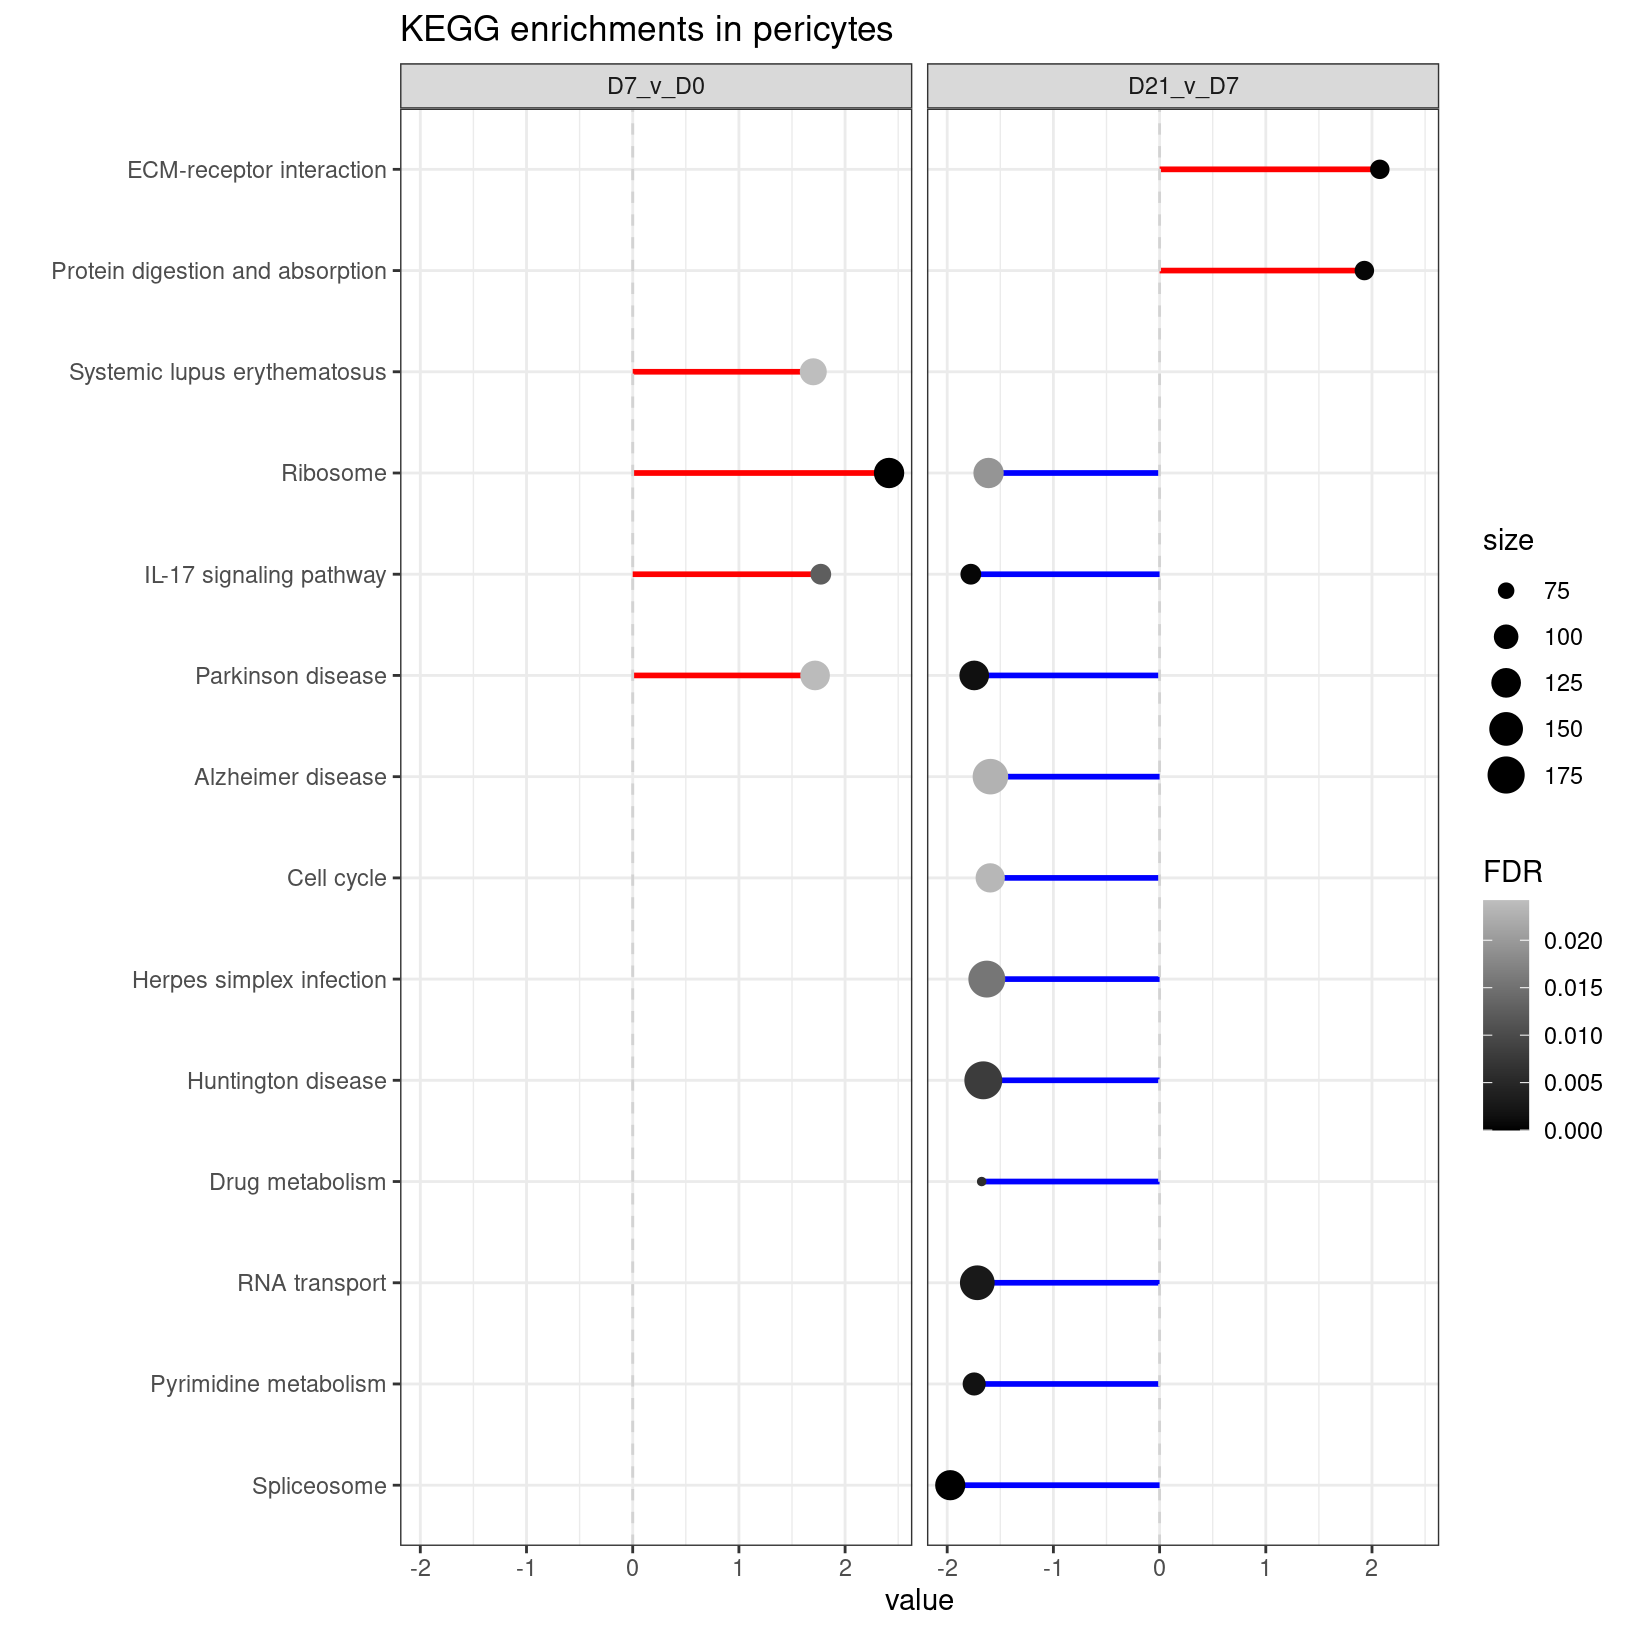 KEGG enrichments in pericytes
D7_v_D0
D21_v_D7
ECM-receptor interaction
Protein digestion and absorption
Systemic lupus erythematosus
Ribosome
IL-17 signaling pathway
Parkinson disease
Alzheimer disease
Cell cycle
Herpes simplex infection
Huntington disease
Drug metabolism
RNA transport
Pyrimidine metabolism
Spliceosome
-2 -1 0 1 2
-2 -1 0 1 2
value
size
75
100
125
150
175
FDR
0.020
0.015
0.010
0.005
0.000